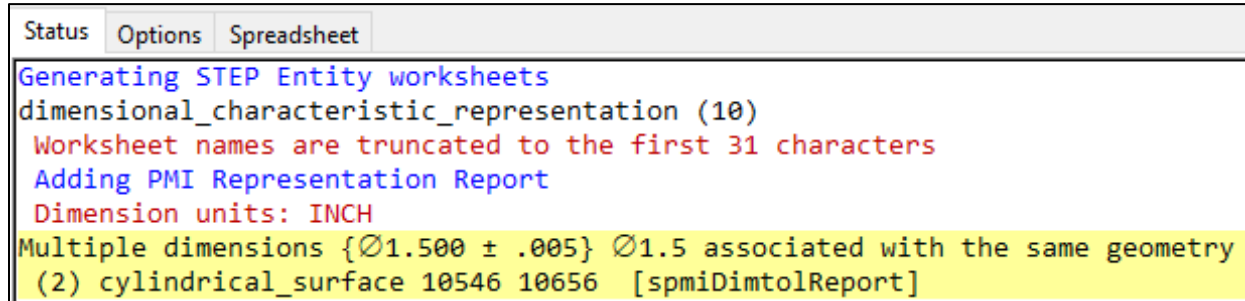 Status Options Spreadsheet
Generating STEP Entity worksheets
dimensional_characteristic_representation (10)
Worksheet names are truncated to the first 31 characters
Adding PMI Representation Report
Dimension units: INCH
Multiple dimensions {∅1.500 ± .005} ∅1.5 associated with the same geometry
(2) cylindrical_surface 10546 10656 [spmiDimtolReport]